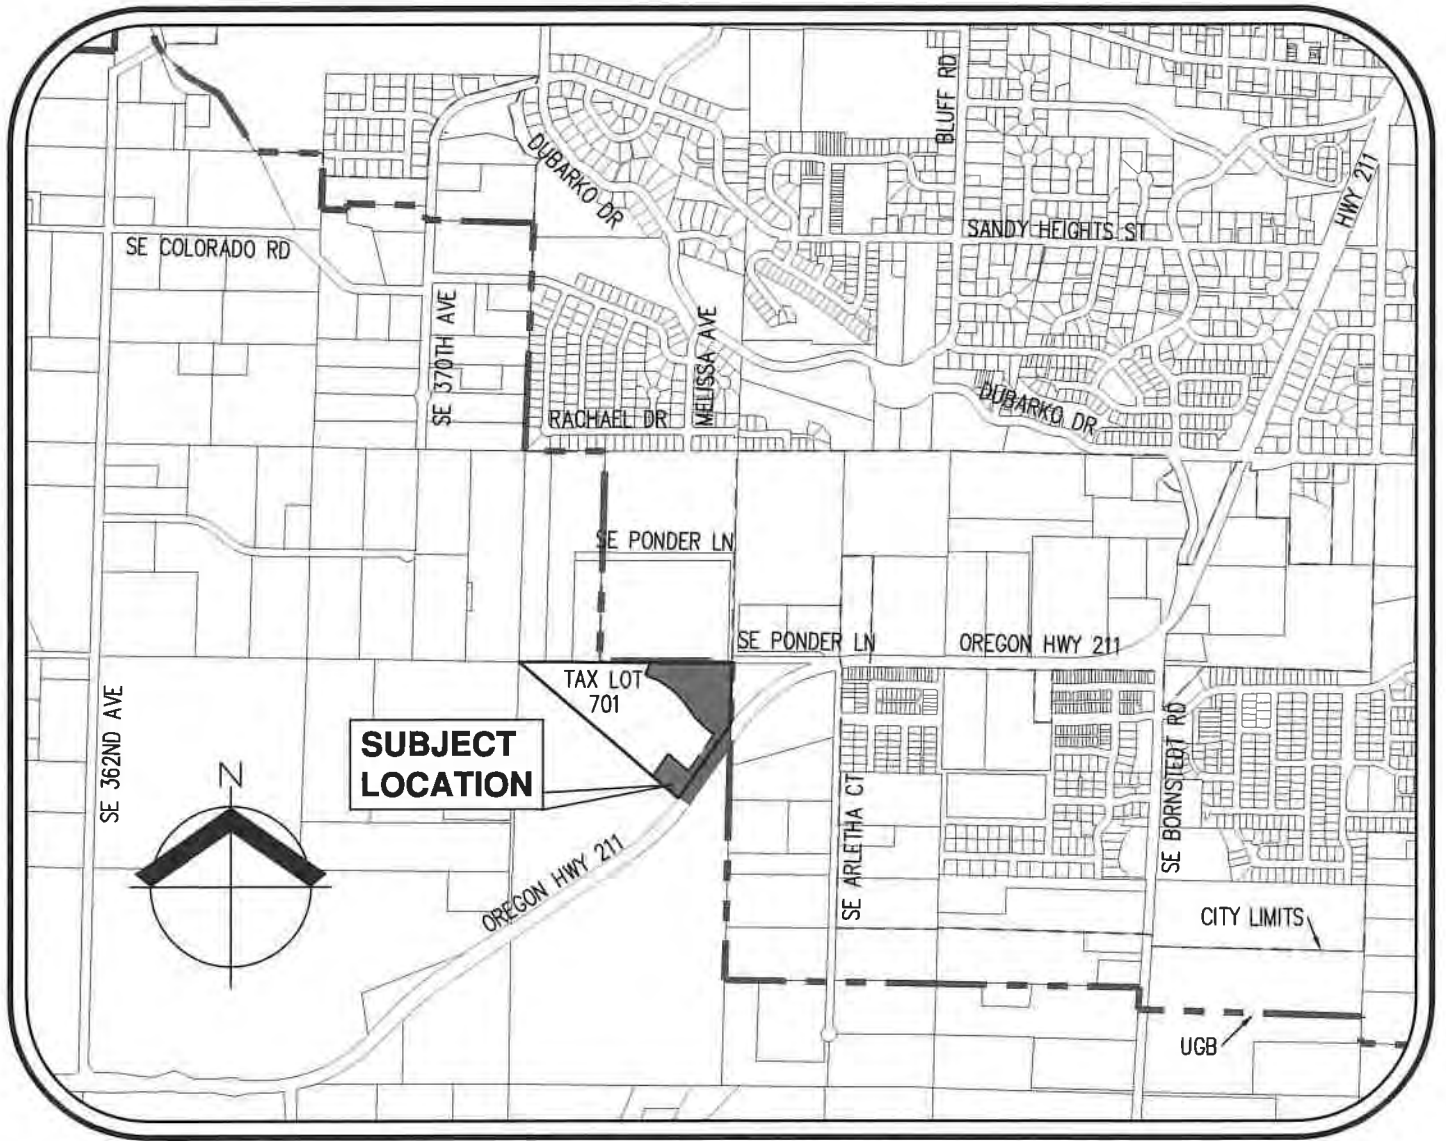 BLUFF RD
DUBARKO DR
HWY 211
SANDY HEIGHTS ST
SE COLORADO RD
SE 370TH AVE
MELISSA AVE
RACHAEL DR
DUBARKO DR
SE PONDER LN
SE PONDER LN
OREGON HWY 211
TAX LOT
701
SUBJECT
LOCATION
SE 362ND AVE
N
SE BORNSTEDT RD
SE ARLETHA CT
OREGON HWY 211
CITY LIMITS
UGB